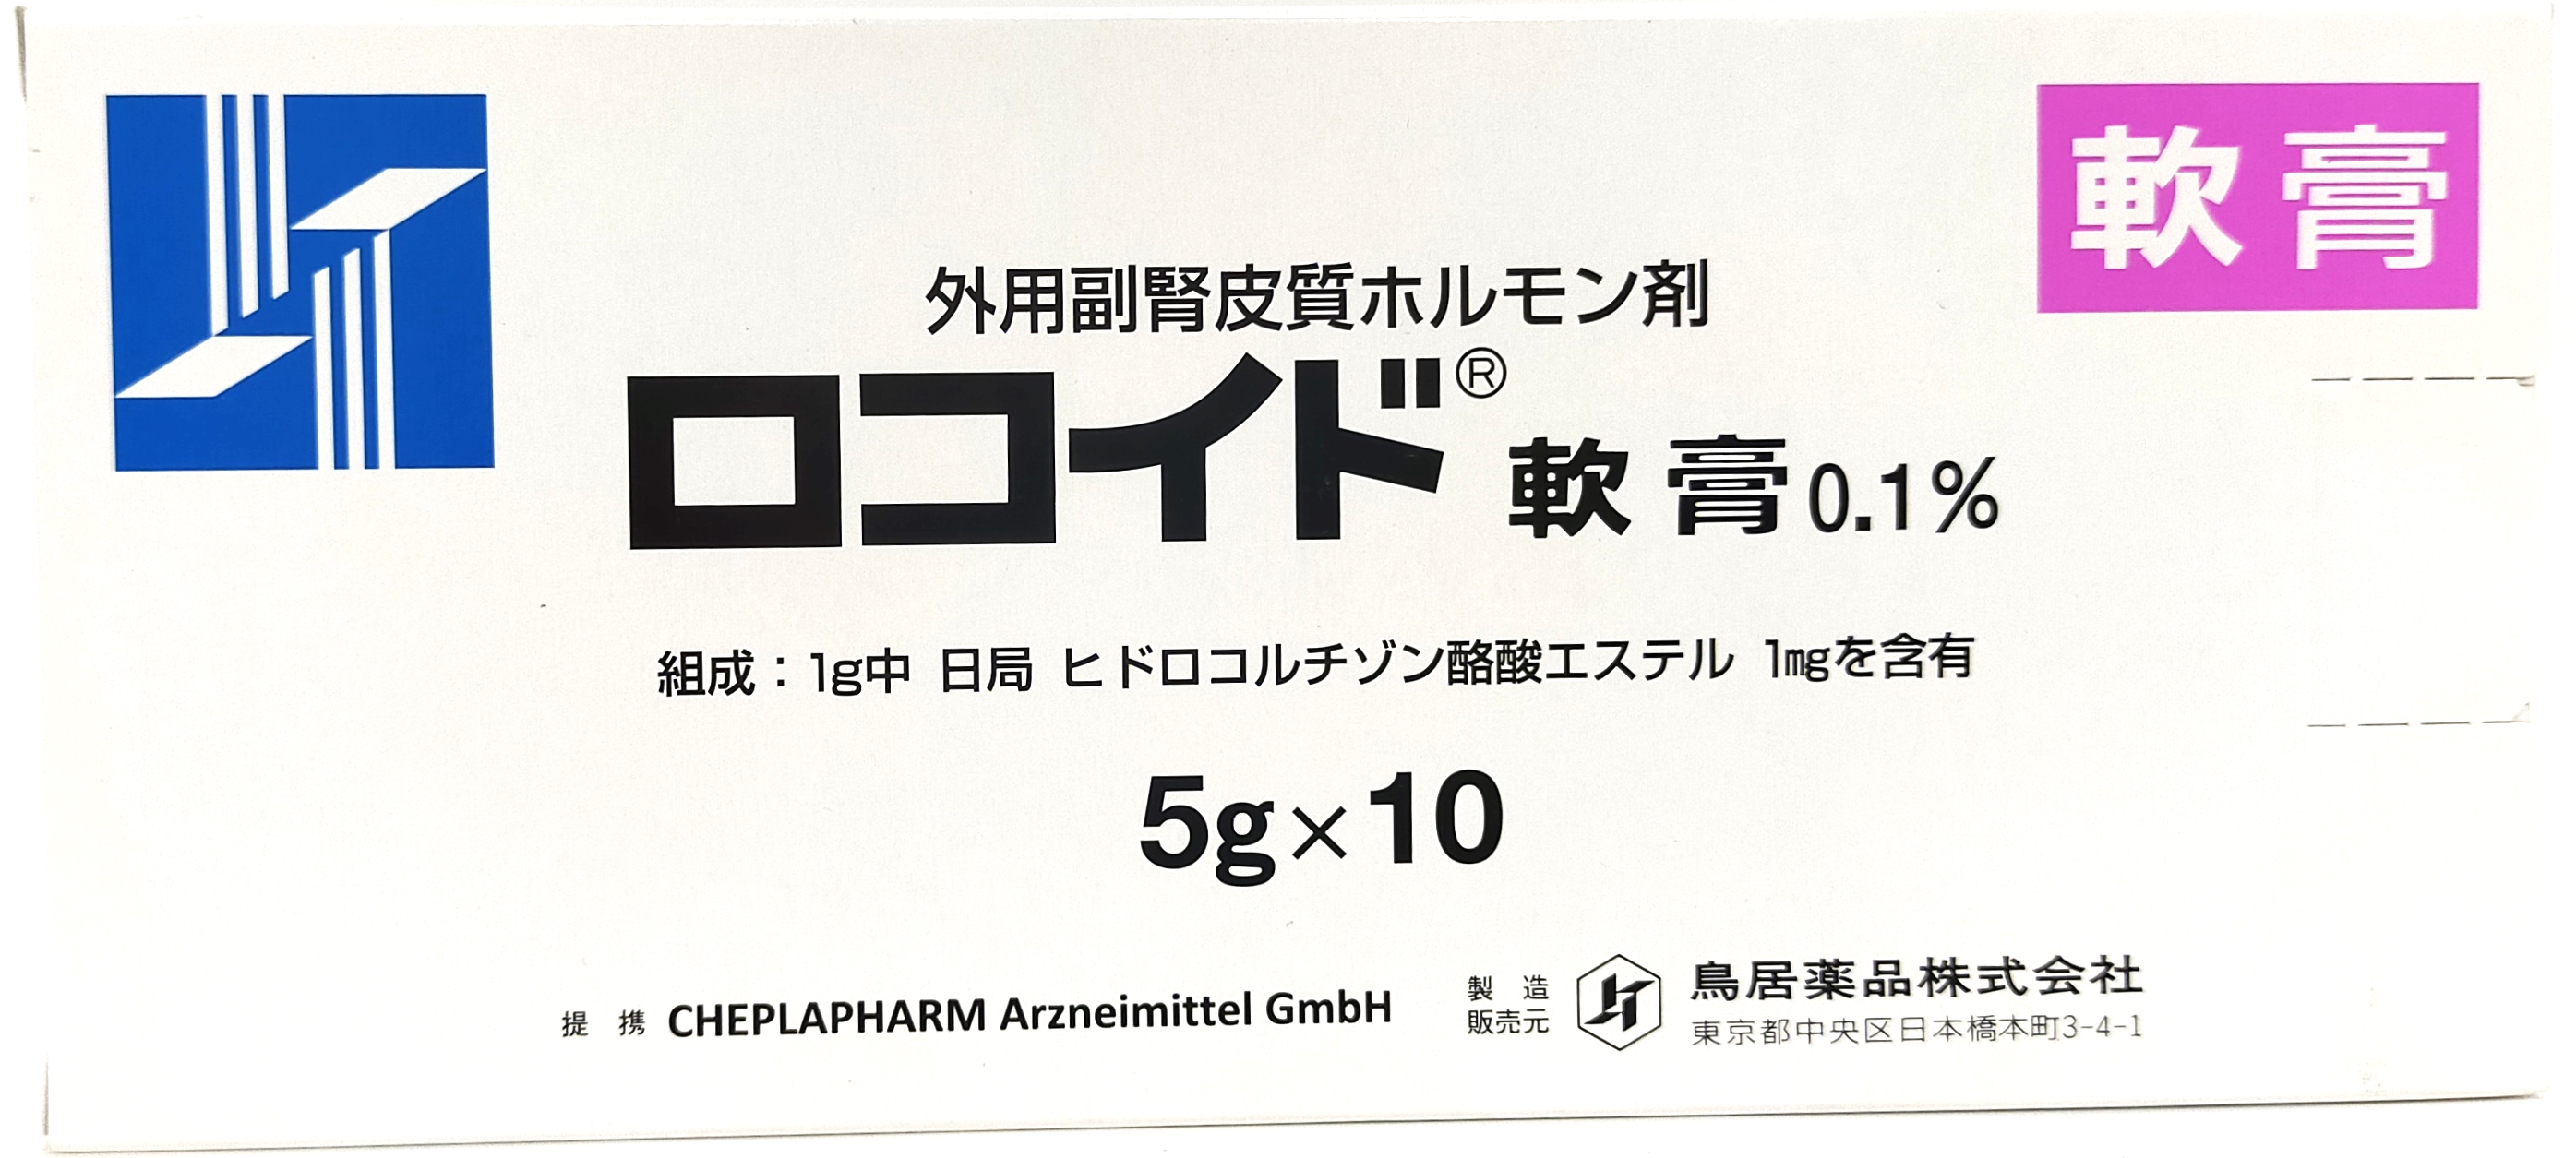 軟膏
外用副腎皮質ホルモン剤
ロコイド® 軟膏0.1%
組成：1g中 日局 ヒドロコルチゾン酪酸エステル 1mgを含有
5g×10
提携 CHEPLAPHARM Arzneimittel GmbH
製造
販売元
鳥居薬品株式会社
東京都中央区日本橋本町3-4-1